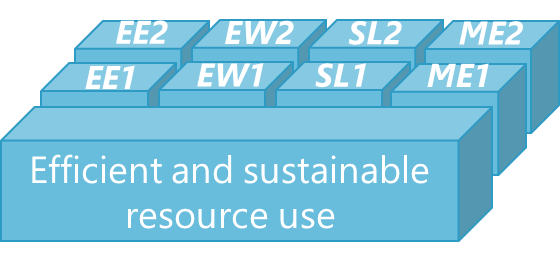 EE2 EW2 SL2 ME2
EE1 EW1 SL1 ME1
Efficient and sustainable
resource use